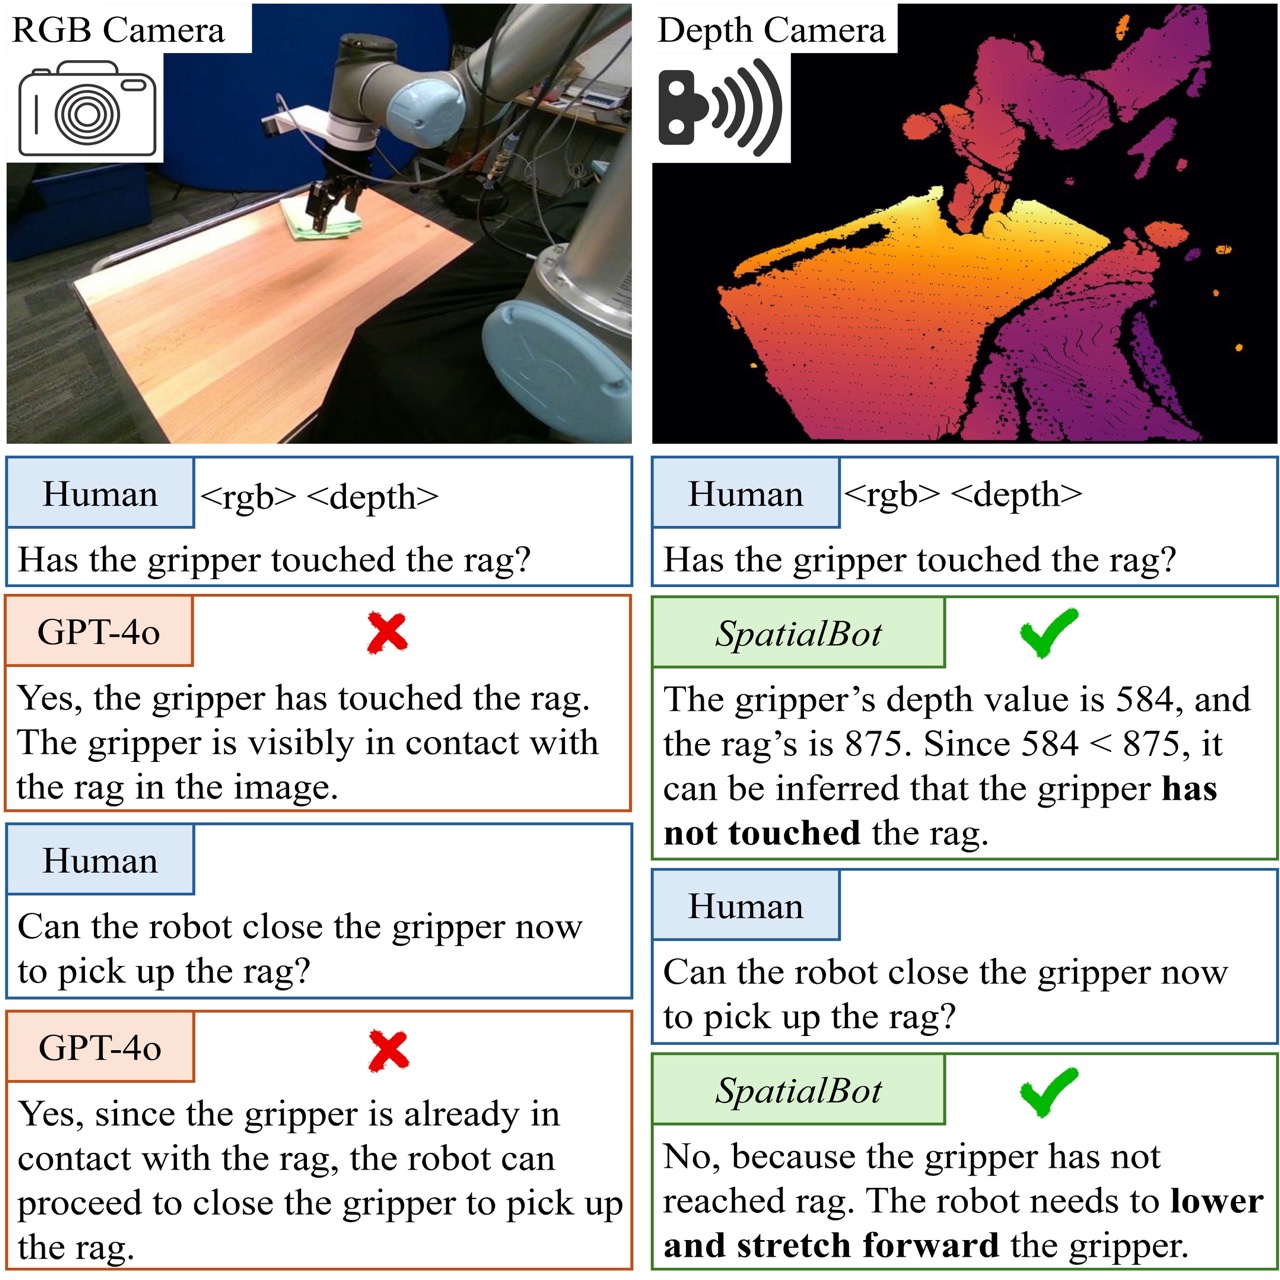 RGB Camera
Depth Camera
Human <rgb> <depth>
Has the gripper touched the rag?
GPT-4o
Yes, the gripper has touched the rag.
The gripper is visibly in contact with
the rag in the image.
Human
Can the robot close the gripper now
to pick up the rag?
GPT-4o
Yes, since the gripper is already in
contact with the rag, the robot can
proceed to close the gripper to pick up
the rag.
Human <rgb> <depth>
Has the gripper touched the rag?
SpatialBot
The gripper’s depth value is 584, and
the rag’s is 875. Since 584 < 875, it
can be inferred that the gripper has
not touched the rag.
Human
Can the robot close the gripper now
to pick up the rag?
SpatialBot
No, because the gripper has not
reached rag. The robot needs to lower
and stretch forward the gripper.